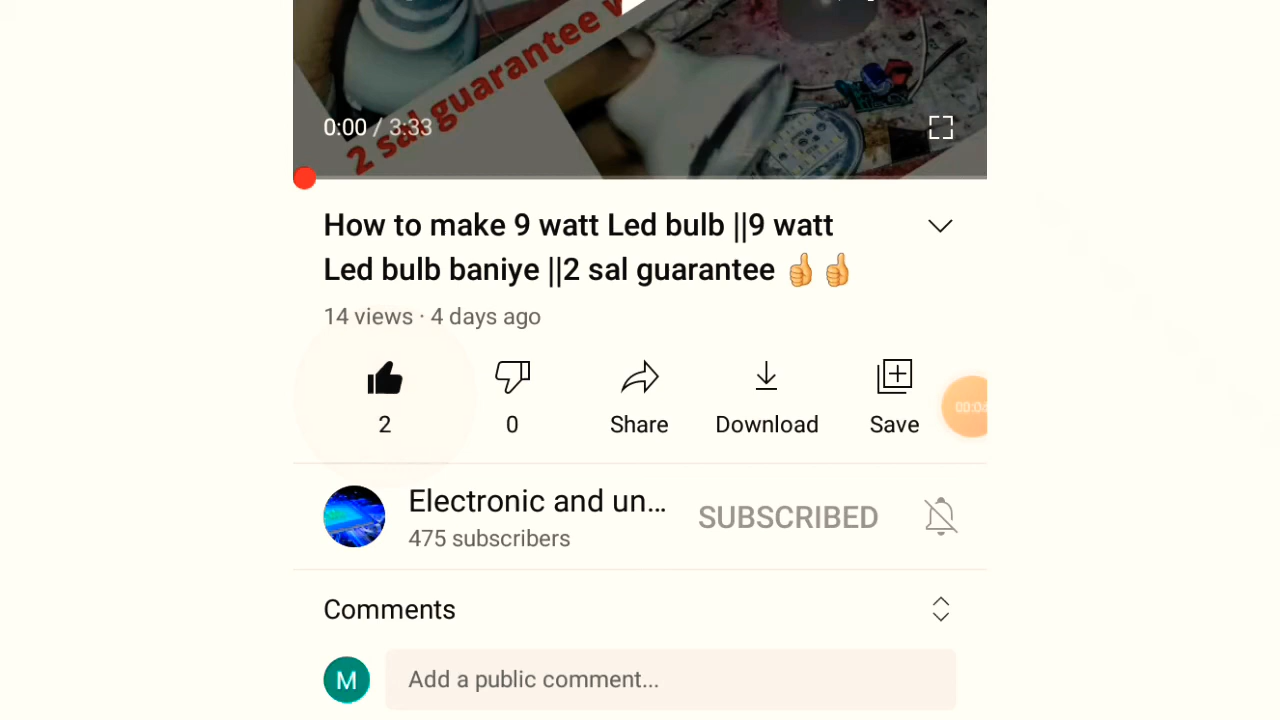 2 sal guarantee
0:00 / 3:33
How to make 9 watt Led bulb ||9 watt
Led bulb baniye ||2 sal guarantee 👍👍
14 views · 4 days ago
2
0
Share
Download
Save
Electronic and un...
SUBSCRIBED
475 subscribers
Comments
M
Add a public comment...